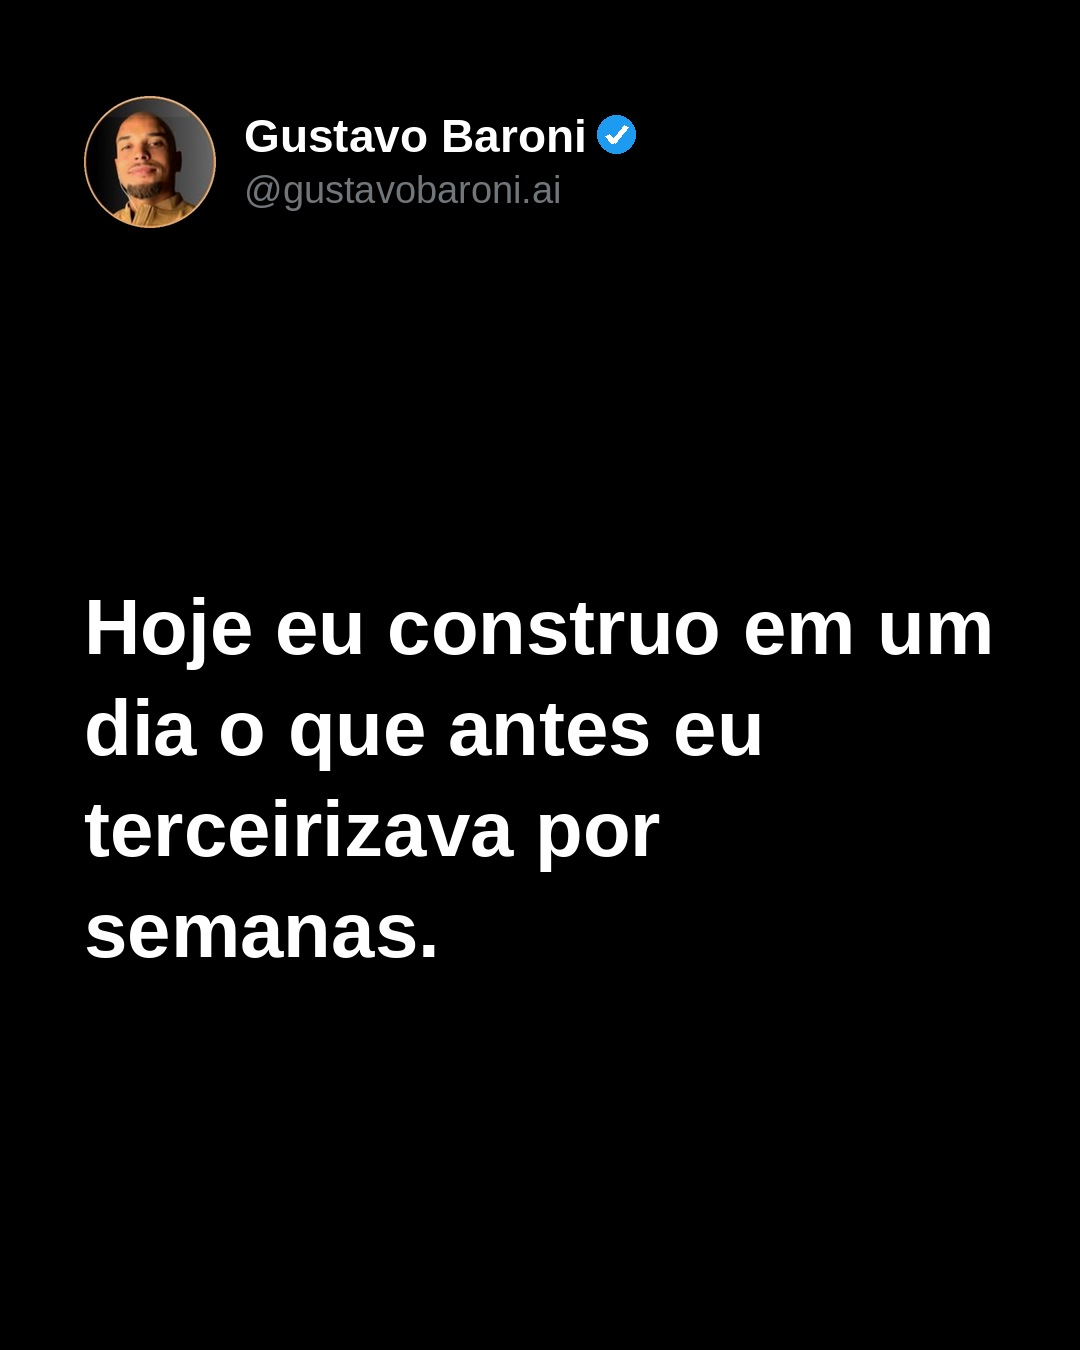 Gustavo Baroni
@gustavobaroni.ai
Hoje eu construo em um
dia o que antes eu
terceirizava por
semanas.